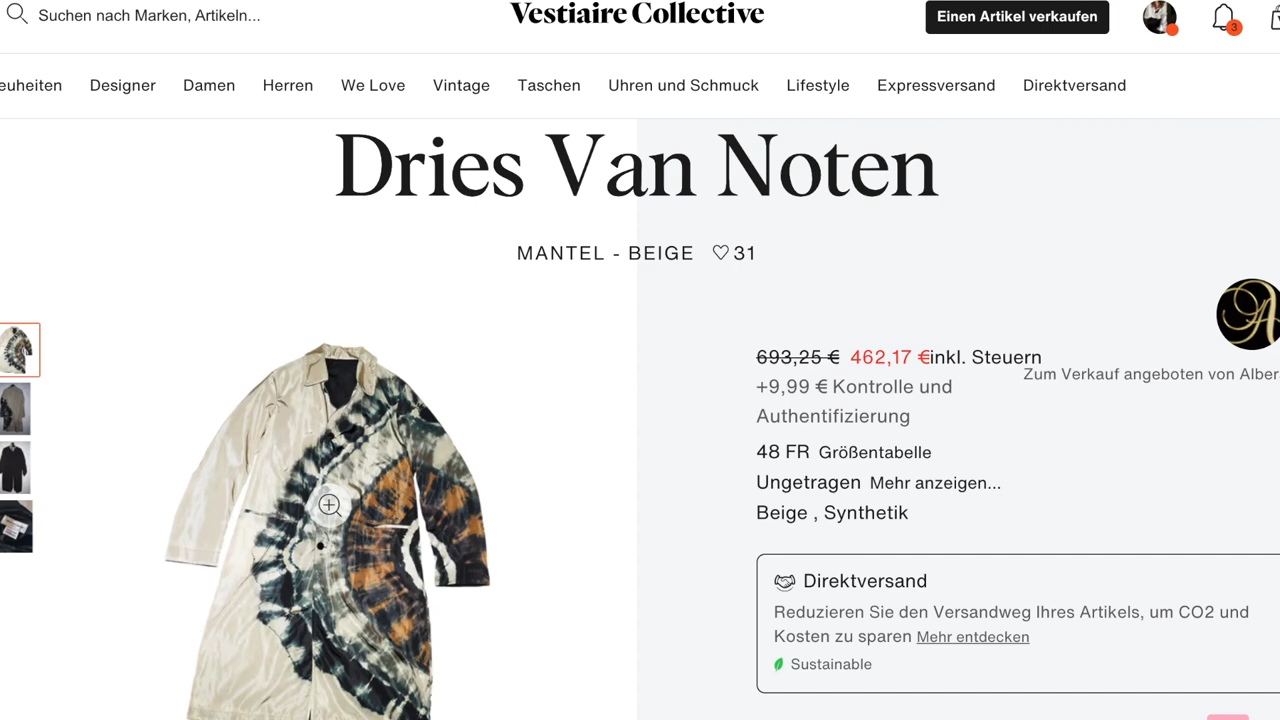 Suchen nach Marken, Artikeln...
Vestiaire Collective
Einen Artikel verkaufen
3
euheiten Designer Damen Herren We Love Vintage Taschen Uhren und Schmuck Lifestyle Expressversand Direktversand
Dries Van Noten
MANTEL - BEIGE ♡31
693,25 € 462,17 €inkl. Steuern
Zum Verkauf angeboten von Alber
+9,99 € Kontrolle und
Authentifizierung
48 FR Größentabelle
Ungetragen Mehr anzeigen...
Beige , Synthetik
Direktversand
Reduzieren Sie den Versandweg Ihres Artikels, um CO2 und
Kosten zu sparen Mehr entdecken
Sustainable